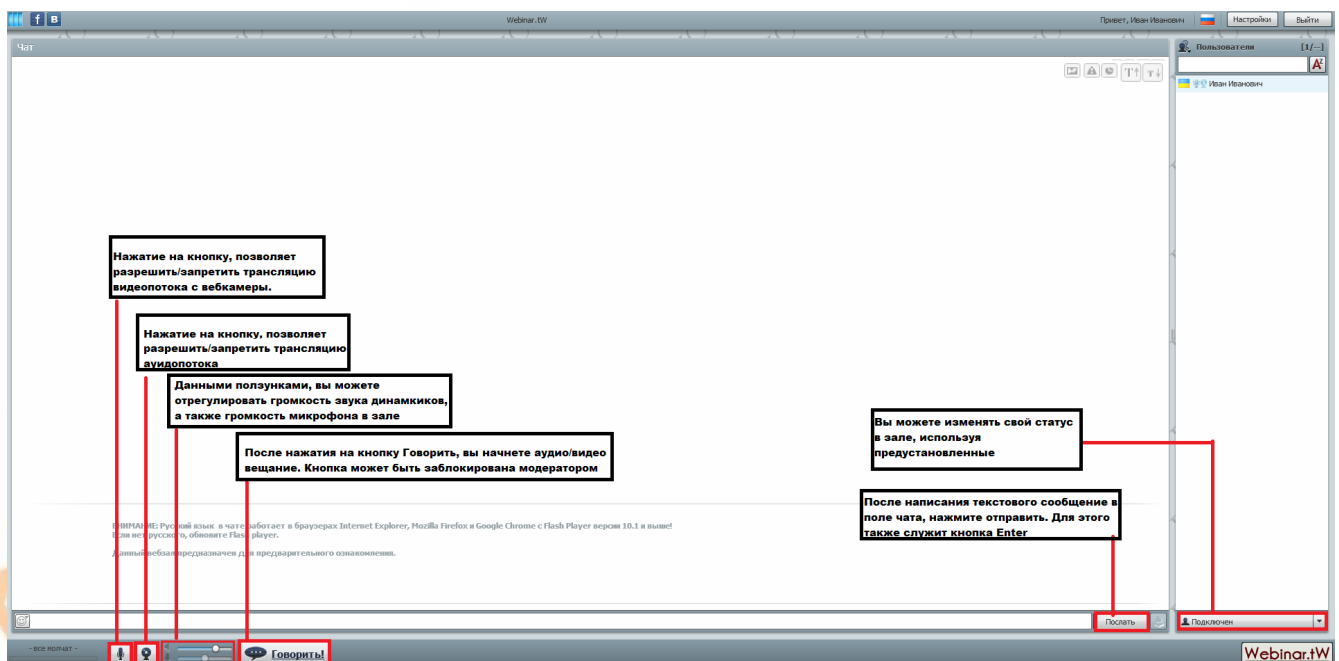 f В Webinar.tW Привет, Иван Иванович Настройки Выйти
Чат
Пользователи [1/--]
T↑ T↓
AZ
Иван Иванович
Нажатие на кнопку, позволяет
разрешить/запретить трансляцию
видеопотока с вебкамеры.
Нажатие на кнопку, позволяет
разрешить/запретить трансляцию
ауидопотока
Данными ползунками, вы можете
отрегулировать громкость звука динамкиков,
а также громкость микрофона в зале
После нажатия на кнопку Говорить, вы начнете аудио/видео
вещание. Кнопка может быть заблокирована модератором
Вы можете изменять свой статус
в зале, используя
предустановленные
После написания текстового сообщение в
поле чата, нажмите отправить. Для этого
также служит кнопка Enter
ВНИМАНИЕ: Русский язык в чате работает в браузерах Internet Explorer, Mozilla Firefox и Google Chrome с Flash Player версии 10.1 и выше!
Если нет русского, обновите Flash player.
Данный вебзал предназначен для предварительного ознакомления.
Послать
Подключен
- все молчат -
Говорить!
Webinar.tW